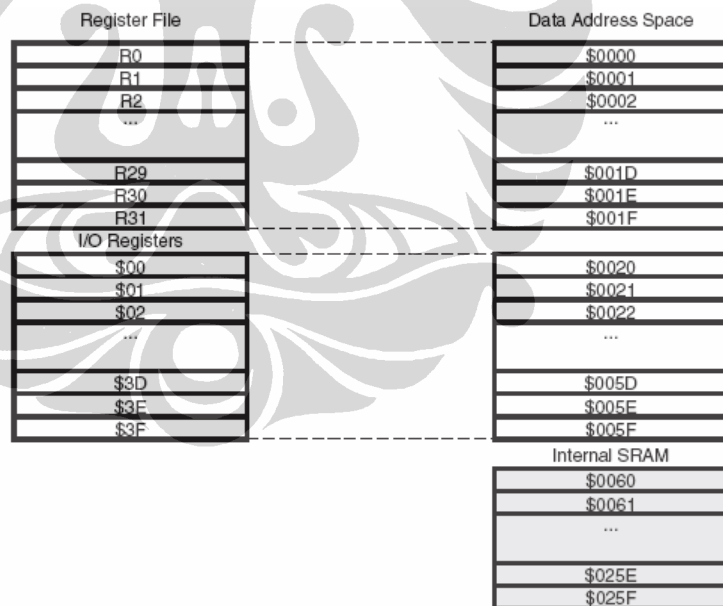 Register File
Data Address Space
R0
$0000
R1
$0001
R2
$0002
...
...
R29
$001D
R30
$001E
R31
$001F
I/O Registers
$00
$0020
$01
$0021
$02
$0022
...
...
$3D
$005D
$3E
$005E
$3F
$005F
Internal SRAM
$0060
$0061
...
$025E
$025F